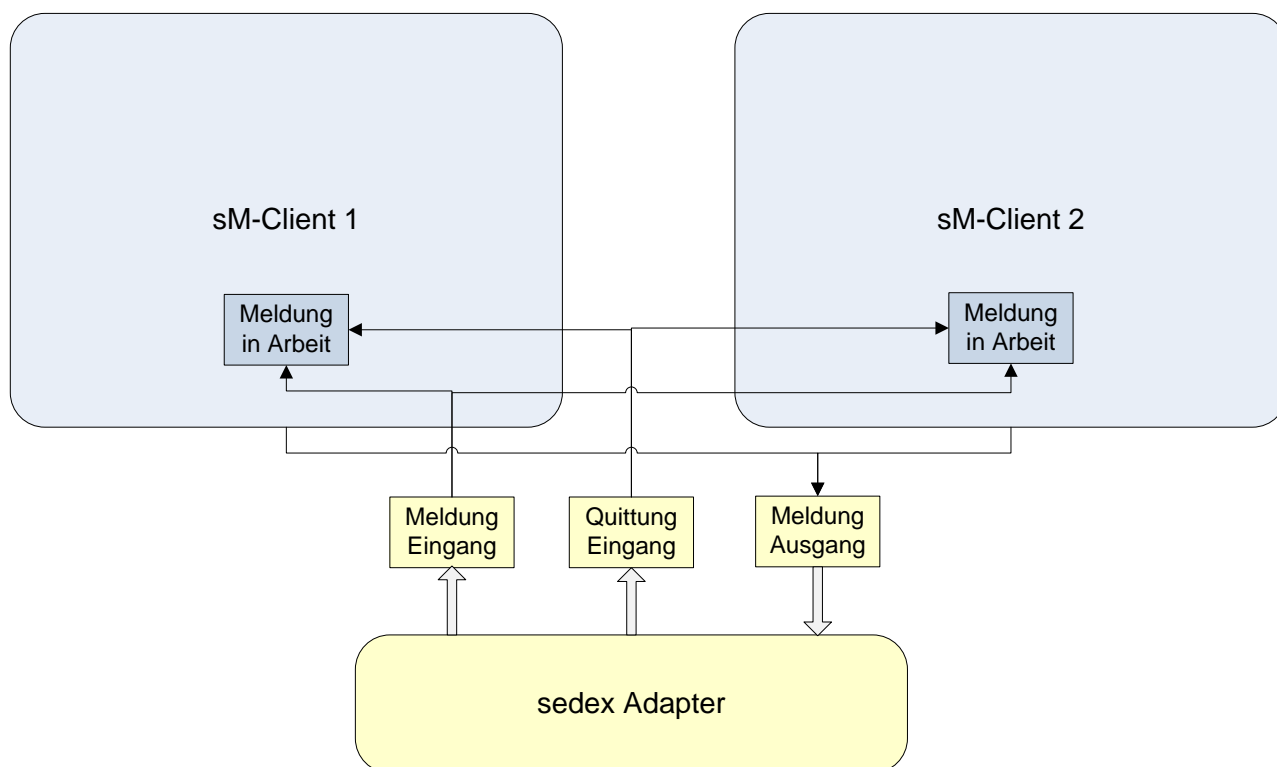 sM-Client 1
sM-Client 2
Meldung
in Arbeit
Meldung
in Arbeit
Meldung
Eingang
Quittung
Eingang
Meldung
Ausgang
sedex Adapter